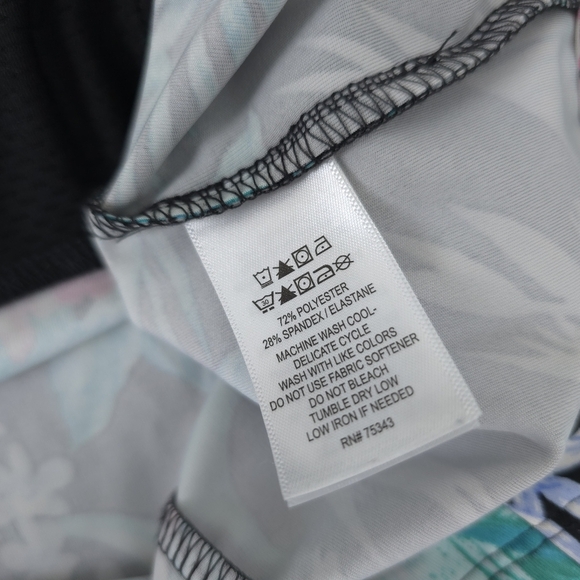 30
72% POLYESTER
28% SPANDEX / ELASTANE
MACHINE WASH COOL-
DELICATE CYCLE
WASH WITH LIKE COLORS
DO NOT USE FABRIC SOFTENER
DO NOT BLEACH
TUMBLE DRY LOW
LOW IRON IF NEEDED
RN# 75343